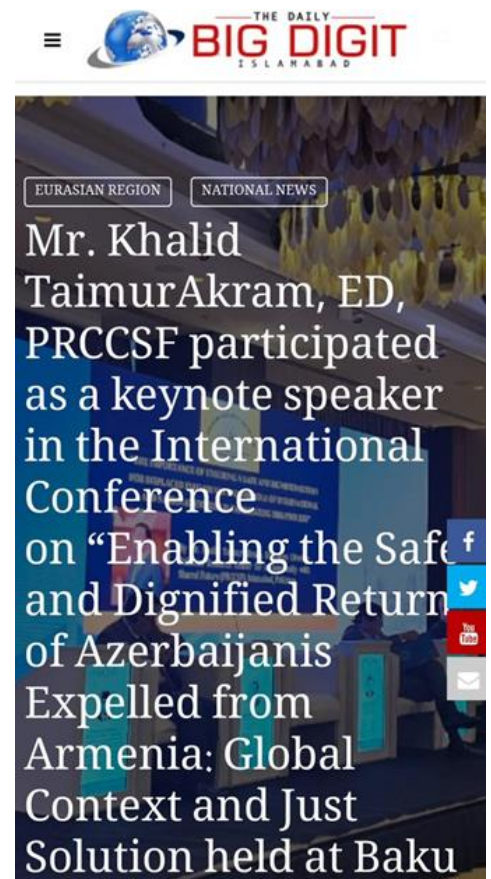 THE DAILY
BIG DIGIT
ISLAMABAD
EURASIAN REGION
NATIONAL NEWS
Mr. Khalid
TaimurAkram, ED,
PRCCSF participated
as a keynote speaker
in the International
Conference
on “Enabling the Safe
and Dignified Return
of Azerbaijanis
Expelled from
Armenia: Global
Context and Just
Solution held at Baku
f
You
Tube